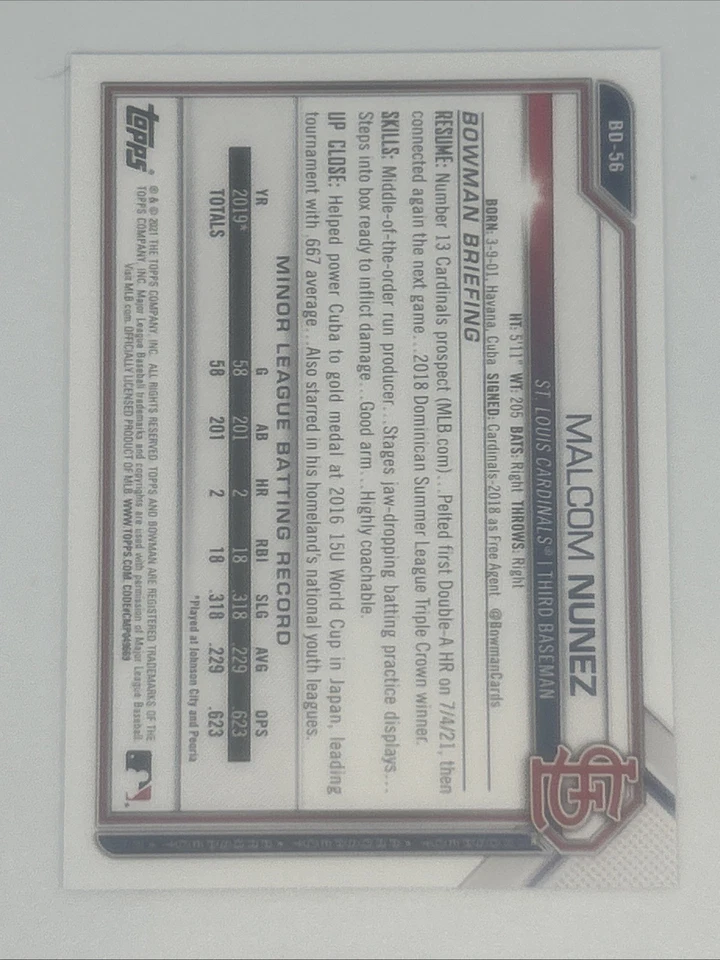 BD-56
MALCOM NUNEZ
ST. LOUIS CARDINALS® | THIRD BASEMAN
HT: 5'11" WT: 205 BATS: Right THROWS: Right
BORN: 3-9-01, Havana, Cuba SIGNED: Cardinals-2018 as Free Agent @BowmanCards
BOWMAN BRIEFING
RESUME: Number 13 Cardinals prospect (MLB.com)...Pelted first Double-A HR on 7/4/21, then
connected again the next game...2018 Dominican Summer League Triple Crown winner.
SKILLS: Middle-of-the-order run producer...Stages jaw-dropping batting practice displays...
Steps into box ready to inflict damage...Good arm...Highly coachable.
UP CLOSE: Helped power Cuba to gold medal at 2016 15U World Cup in Japan, leading
tournament with .667 average...Also starred in his homeland's national youth leagues.
MINOR LEAGUE BATTING RECORD
YR G AB HR RBI SLG AVG OPS
2019* 58 201 2 18 .318 .229 .623
TOTALS 58 201 2 18 .318 .229 .623
*Played at Johnson City and Peoria
topps®
® & © 2021 THE TOPPS COMPANY, INC. ALL RIGHTS RESERVED. TOPPS AND BOWMAN ARE REGISTERED TRADEMARKS OF THE
TOPPS COMPANY, INC. Major League Baseball trademarks and copyrights are used with permission of Major League Baseball.
Visit MLB.com. OFFICIALLY LICENSED PRODUCT OF MLB. WWW.TOPPS.COM